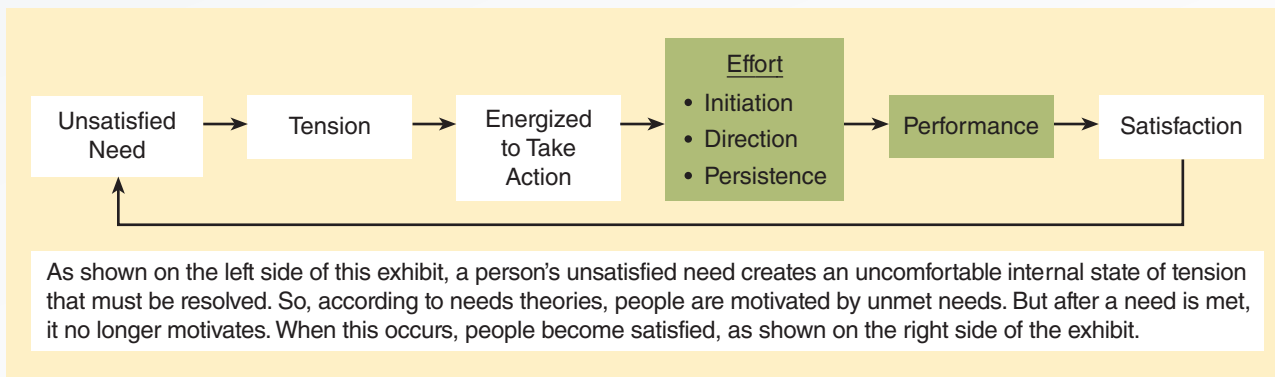 Unsatisfied
Need
Tension
Energized
to Take
Action
Effort
• Initiation
• Direction
• Persistence
Performance
Satisfaction
As shown on the left side of this exhibit, a person's unsatisfied need creates an uncomfortable internal state of tension
that must be resolved. So, according to needs theories, people are motivated by unmet needs. But after a need is met,
it no longer motivates. When this occurs, people become satisfied, as shown on the right side of the exhibit.